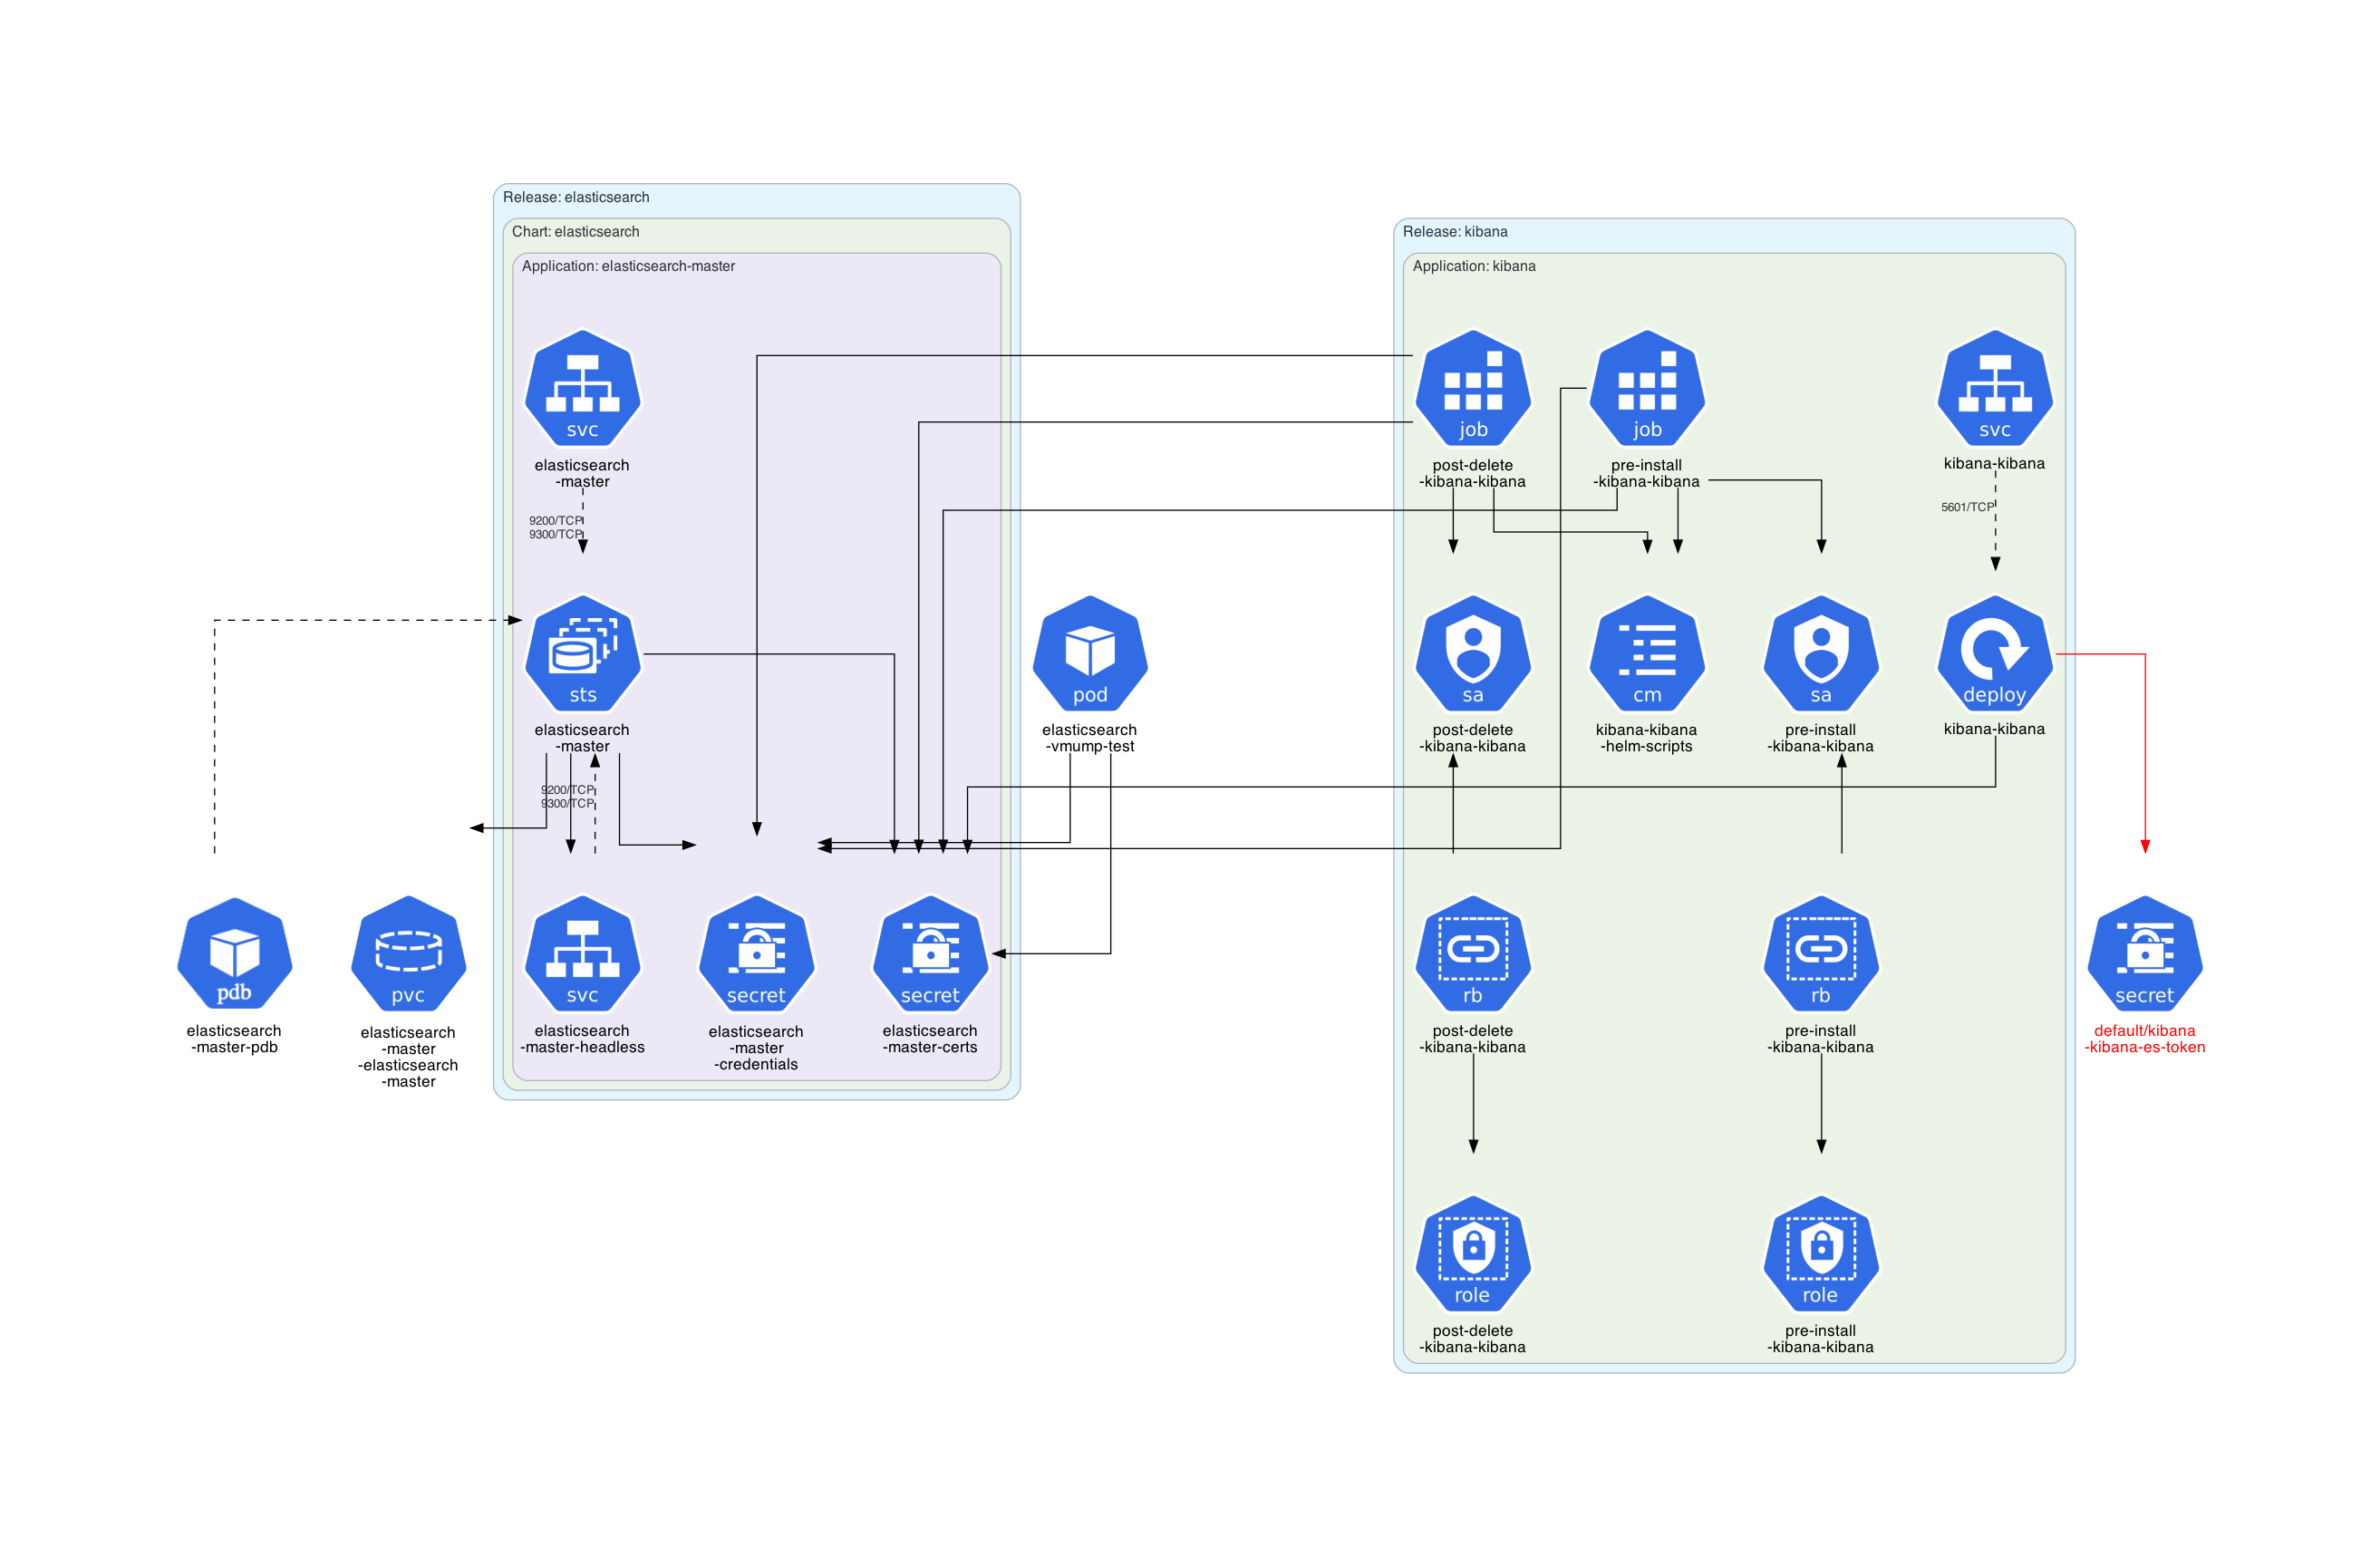 Release: elasticsearch
Chart: elasticsearch
Application: elasticsearch-master
svc
elasticsearch
-master
9200/TCP
9300/TCP
sts
elasticsearch
-master
9200/TCP
9300/TCP
pdb
elasticsearch
-master-pdb
pvc
elasticsearch
-master
-elasticsearch
-master
svc
elasticsearch
-master-headless
secret
elasticsearch
-master
-credentials
secret
elasticsearch
-master-certs
pod
elasticsearch
-vmump-test
Release: kibana
Application: kibana
job
post-delete
-kibana-kibana
job
pre-install
-kibana-kibana
svc
kibana-kibana
5601/TCP
sa
post-delete
-kibana-kibana
cm
kibana-kibana
-helm-scripts
sa
pre-install
-kibana-kibana
deploy
kibana-kibana
rb
post-delete
-kibana-kibana
rb
pre-install
-kibana-kibana
secret
default/kibana
-kibana-es-token
role
post-delete
-kibana-kibana
role
pre-install
-kibana-kibana